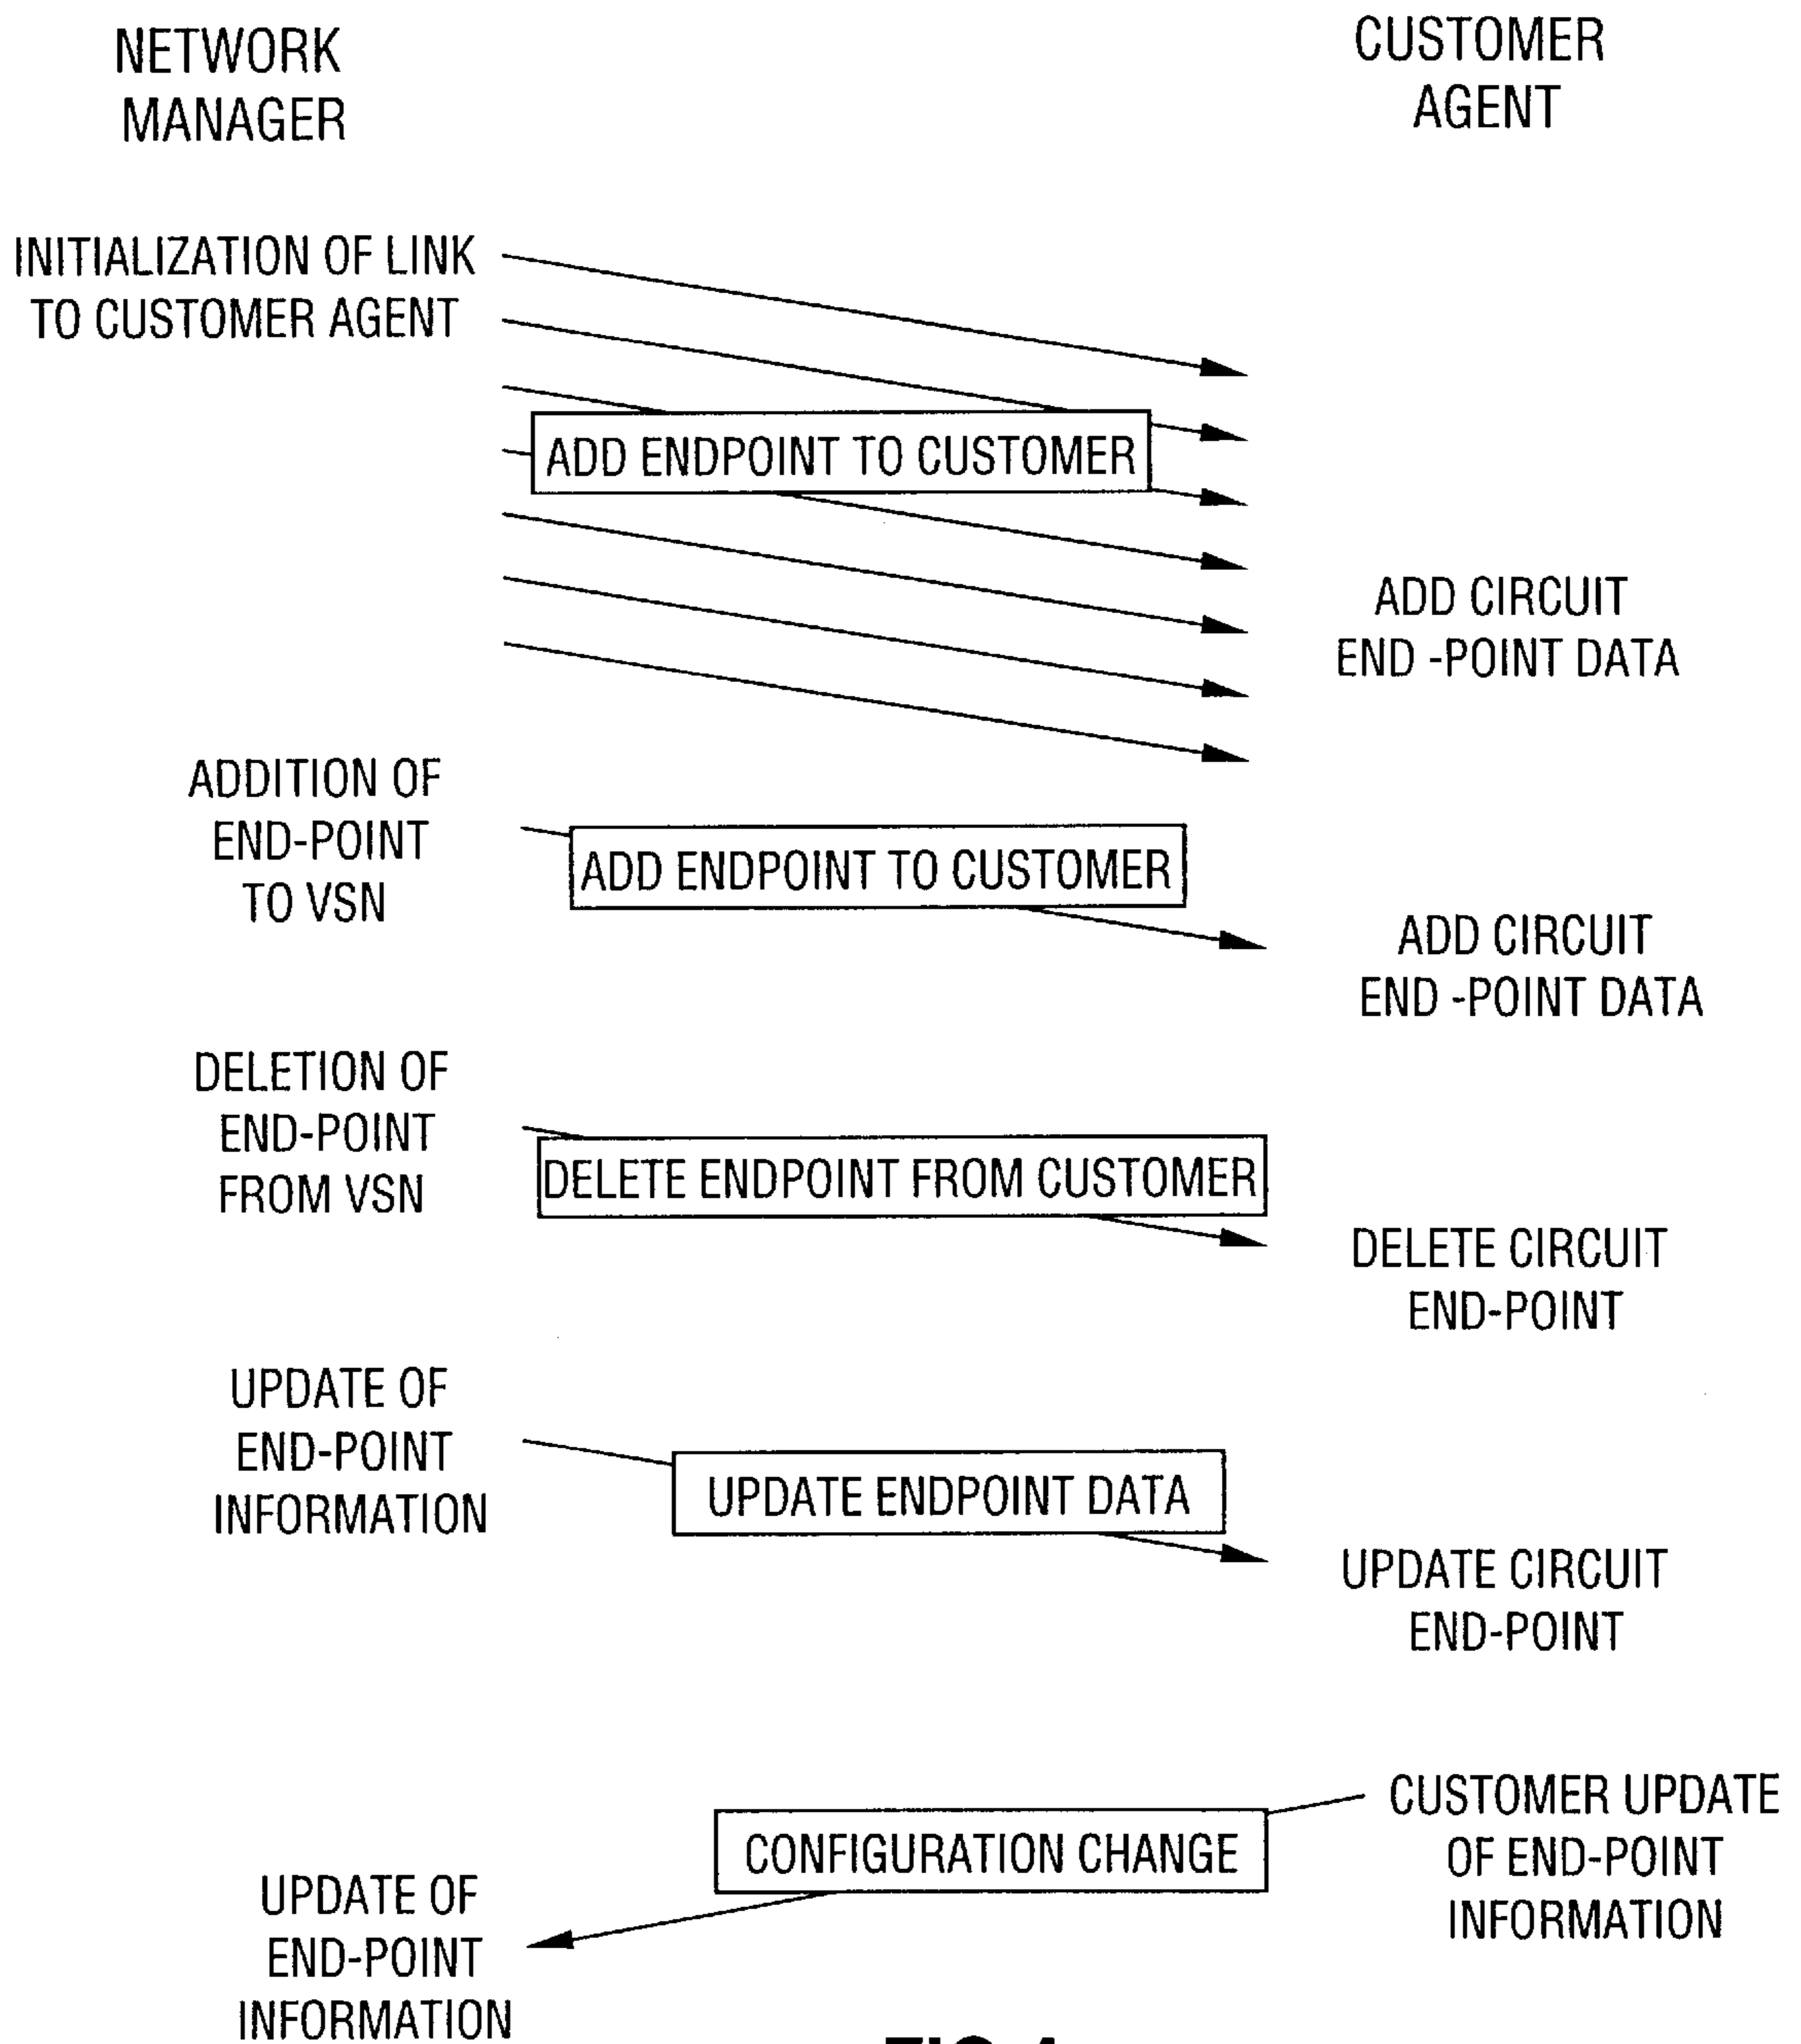 NETWORK
MANAGER
CUSTOMER
AGENT
INITIALIZATION OF LINK
TO CUSTOMER AGENT
ADD ENDPOINT TO CUSTOMER
ADD CIRCUIT
END -POINT DATA
ADDITION OF
END-POINT
TO VSN
ADD ENDPOINT TO CUSTOMER
ADD CIRCUIT
END -POINT DATA
DELETION OF
END-POINT
FROM VSN
DELETE ENDPOINT FROM CUSTOMER
DELETE CIRCUIT
END-POINT
UPDATE OF
END-POINT
INFORMATION
UPDATE ENDPOINT DATA
UPDATE CIRCUIT
END-POINT
CUSTOMER UPDATE
OF END-POINT
INFORMATION
CONFIGURATION CHANGE
UPDATE OF
END-POINT
INFORMATION